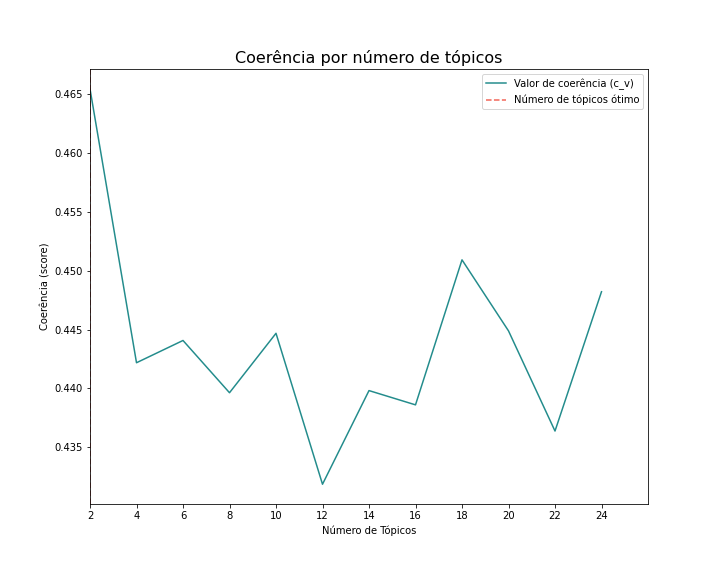 Coerência por número de tópicos
Valor de coerência (c_v)
Número de tópicos ótimo
0.465
0.460
0.455
0.450
0.445
0.440
0.435
Coerência (score)
2 4 6 8 10 12 14 16 18 20 22 24
Número de Tópicos